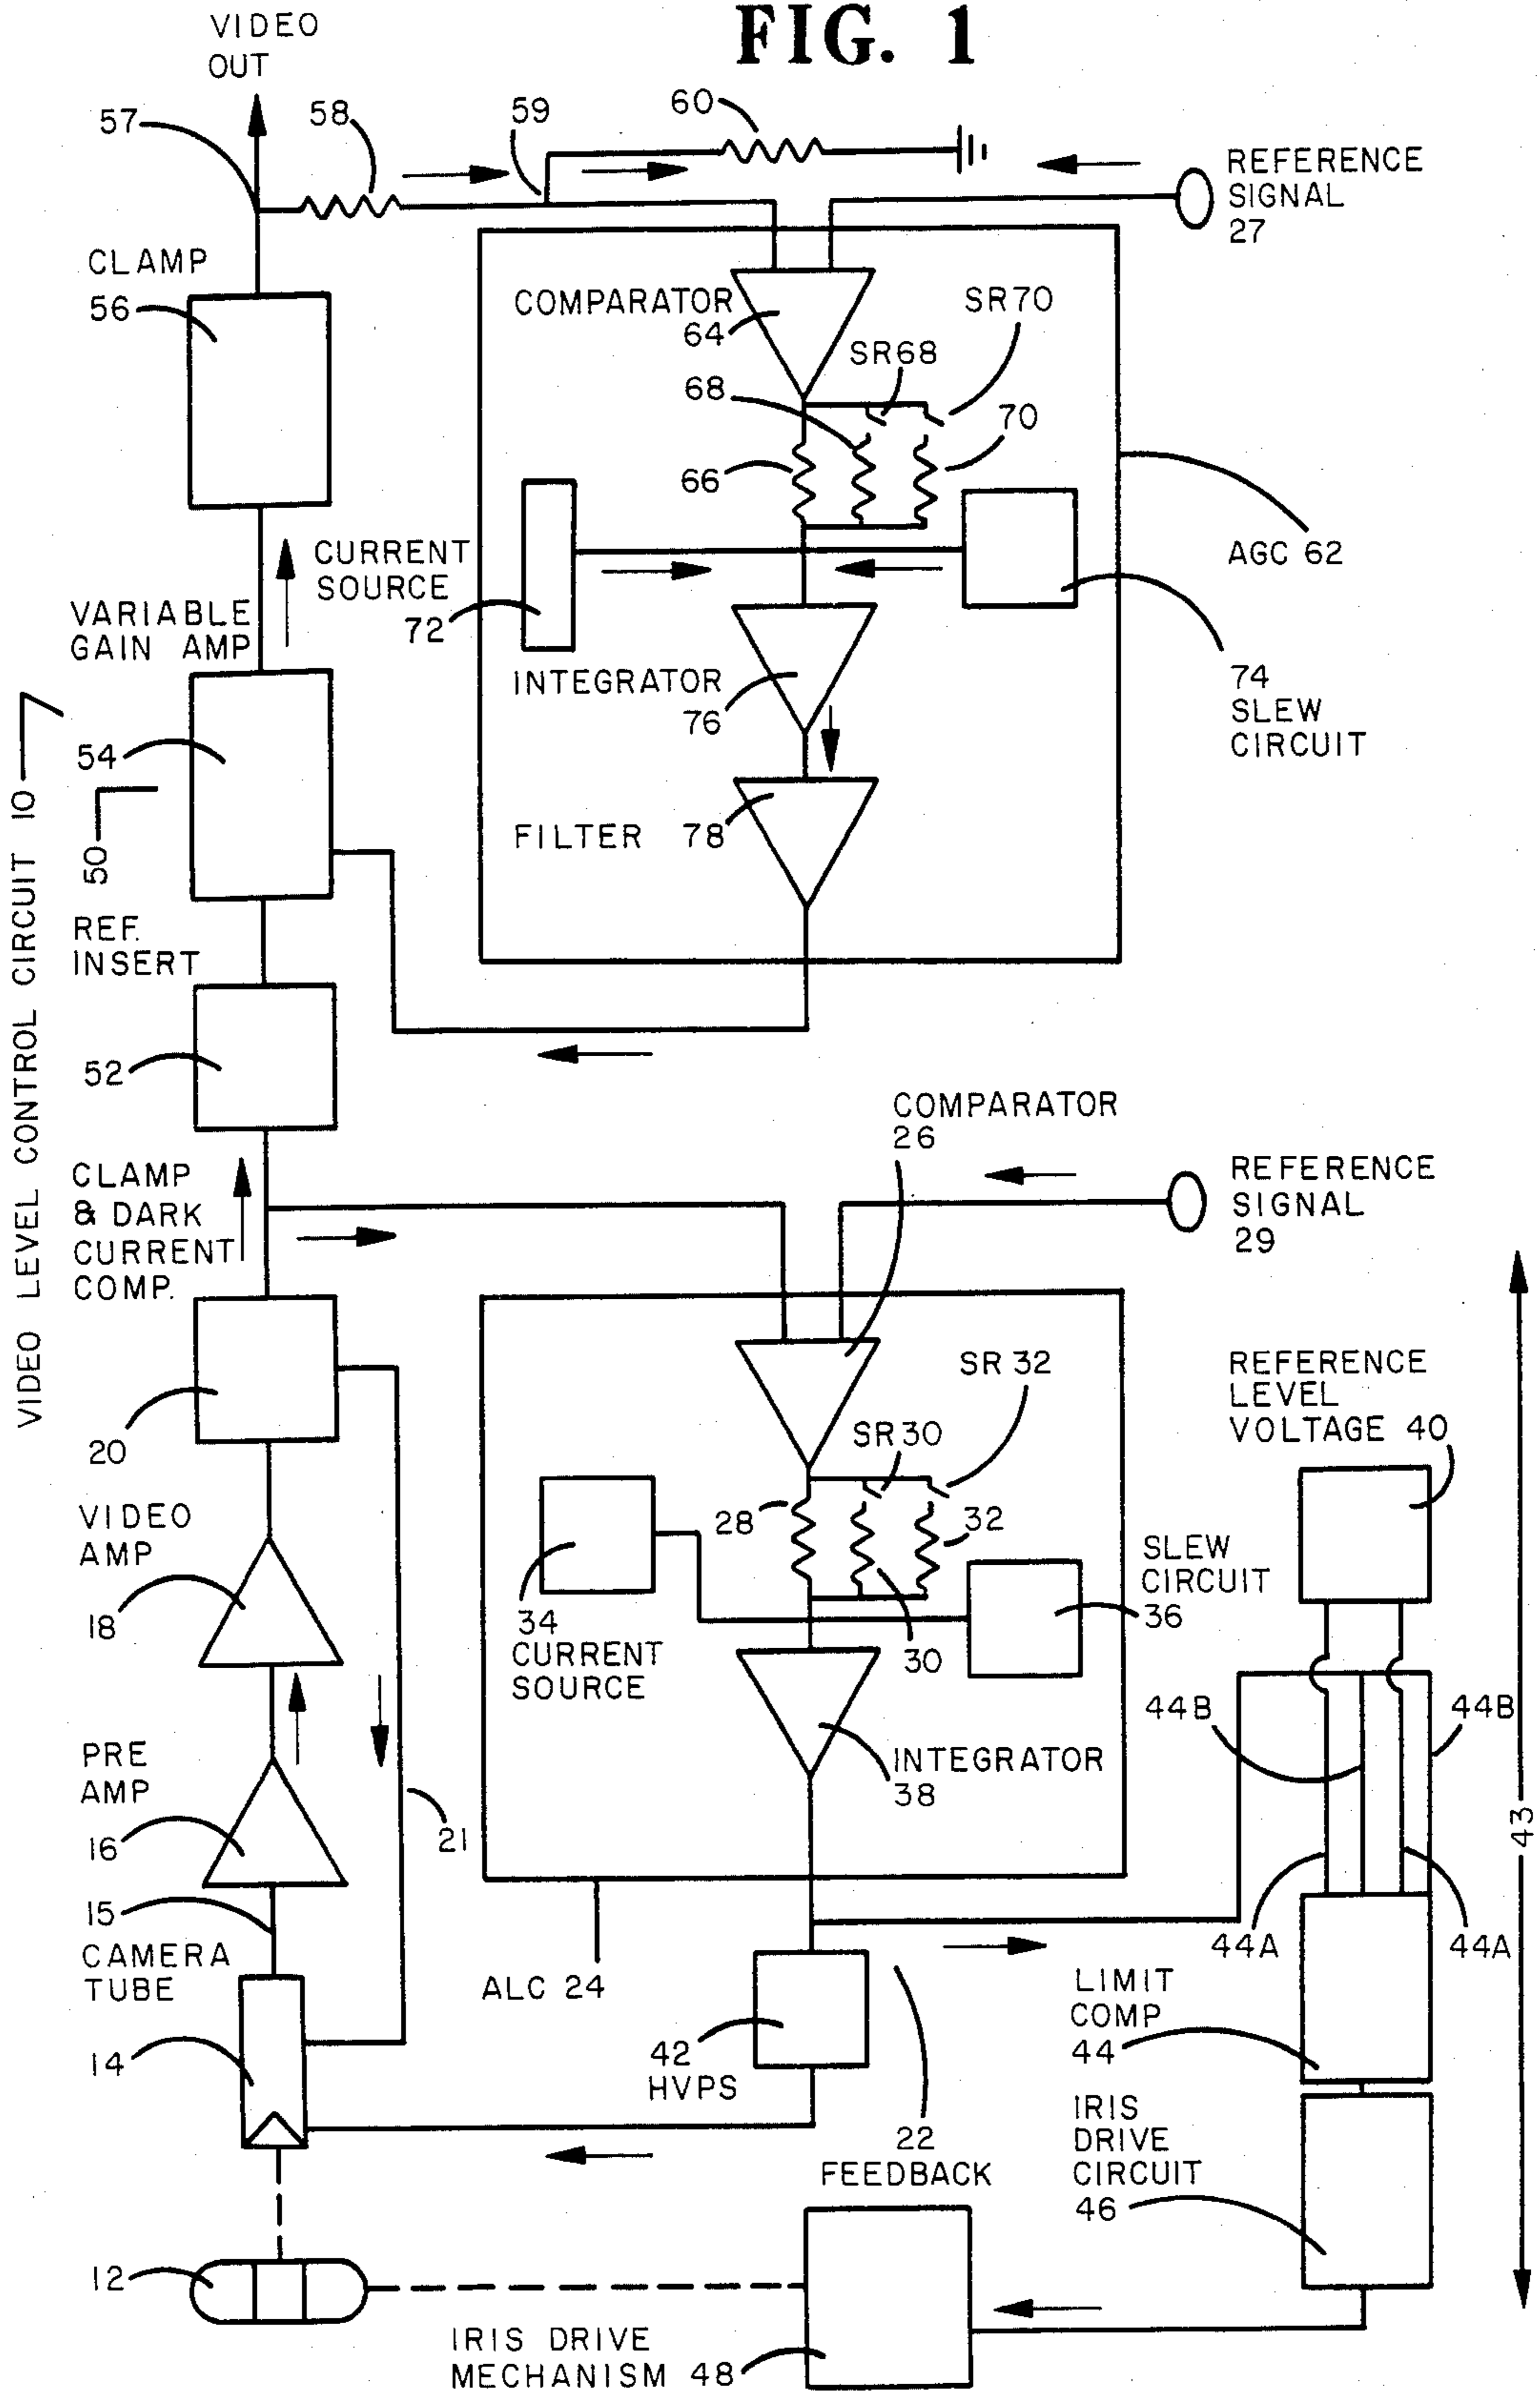 FIG. 1
VIDEO
OUT
57
58
59
60
REFERENCE
SIGNAL
27
CLAMP
56
COMPARATOR
64
SR70
SR68
68
70
66
CURRENT
SOURCE
72
AGC 62
VARIABLE
GAIN AMP
INTEGRATOR
76
74
SLEW
CIRCUIT
54
50
FILTER 78
VIDEO LEVEL CONTROL CIRCUIT 10
REF.
INSERT
52
COMPARATOR
26
CLAMP
& DARK
CURRENT
COMP.
REFERENCE
SIGNAL
29
20
SR 32
SR30
REFERENCE
LEVEL
VOLTAGE 40
VIDEO
AMP
18
28
32
34
CURRENT
SOURCE
30
SLEW
CIRCUIT
36
44B
44B
PRE
AMP
16
21
INTEGRATOR
38
43
15
CAMERA
TUBE
14
ALC 24
44A
44A
42
HVPS
LIMIT
COMP
44
22
FEEDBACK
IRIS
DRIVE
CIRCUIT
46
12
IRIS DRIVE
MECHANISM 48